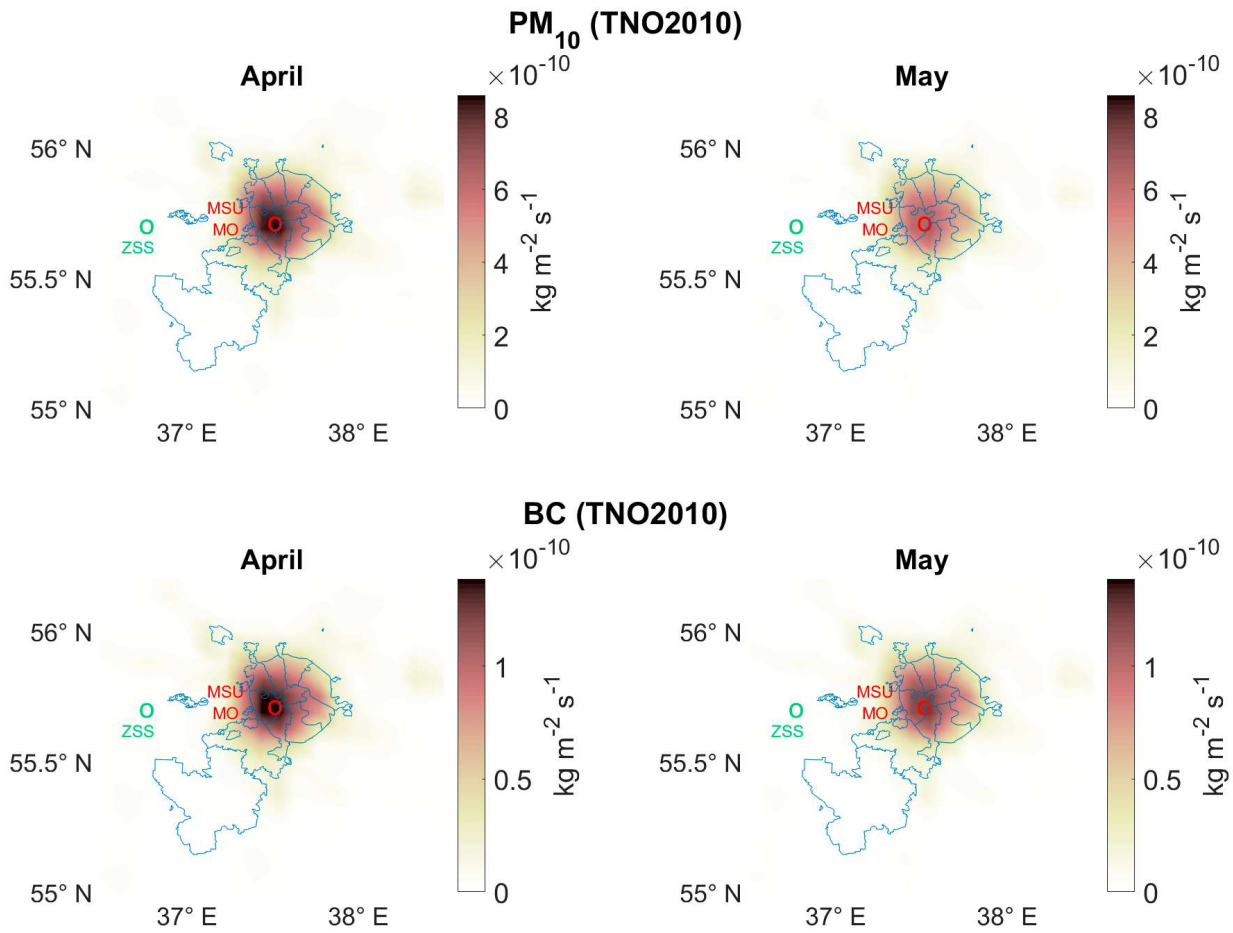 PM10 (TNO2010)
April
×10-10
56° N
55.5° N
55° N
37° E
38° E
MSU
MO
O
O
ZSS
8
6
4
2
0
kg m-2 s-1
May
×10-10
56° N
55.5° N
55° N
37° E
38° E
MSU
MO
O
O
ZSS
8
6
4
2
0
kg m-2 s-1
BC (TNO2010)
April
×10-10
56° N
55.5° N
55° N
37° E
38° E
MSU
MO
O
O
ZSS
1
0.5
0
kg m-2 s-1
May
×10-10
56° N
55.5° N
55° N
37° E
38° E
MSU
MO
O
O
ZSS
1
0.5
0
kg m-2 s-1